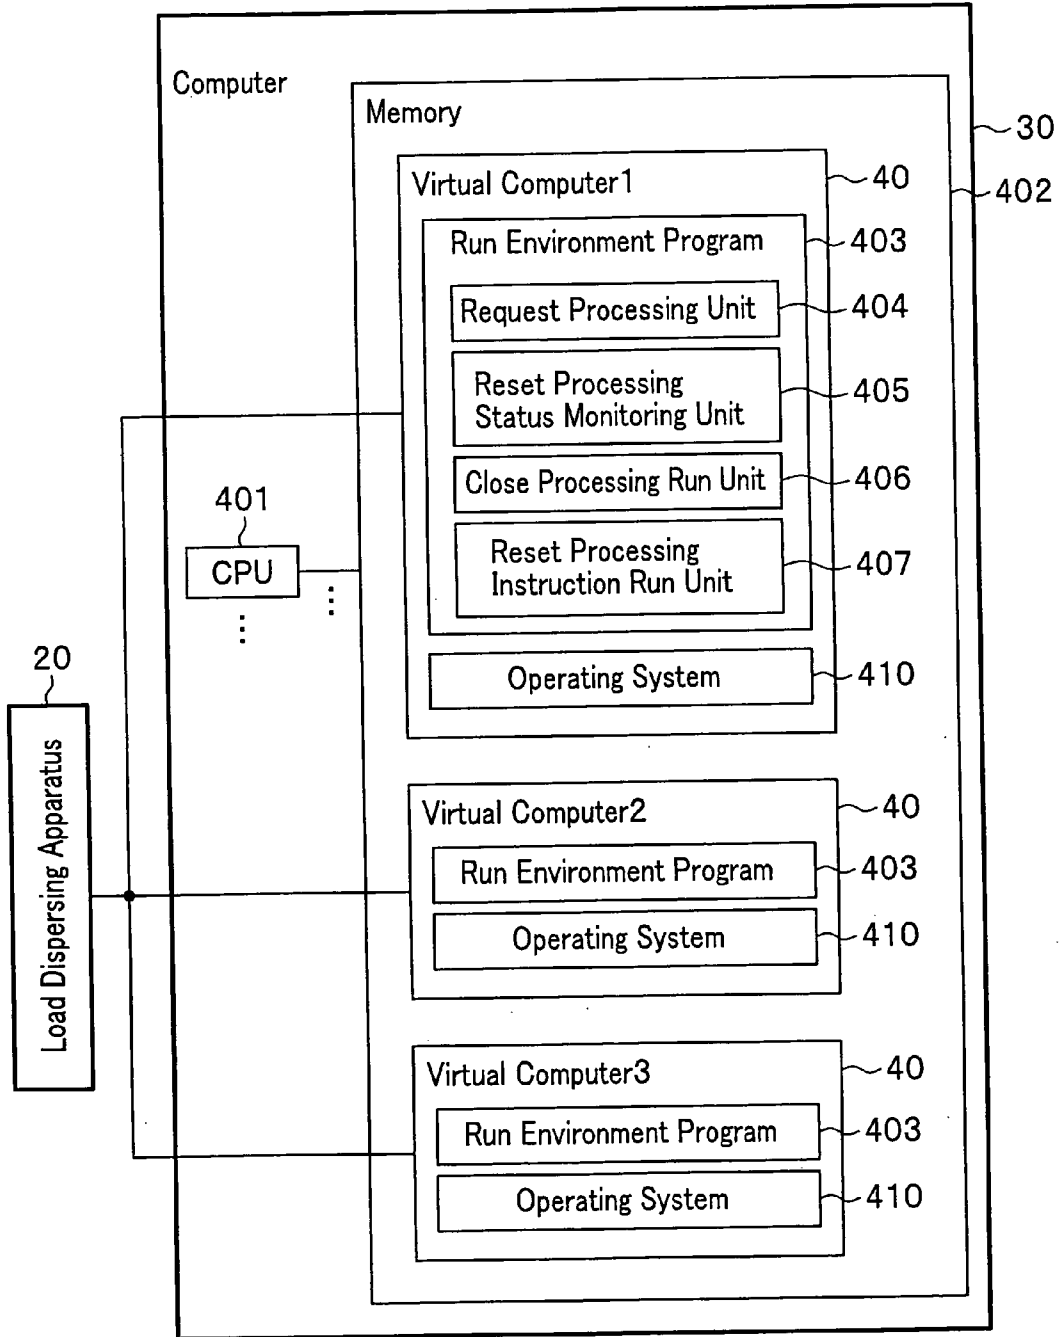 Computer
Memory
30
402
Virtual Computer1
40
Run Environment Program
403
Request Processing Unit
404
Reset Processing
Status Monitoring Unit
405
Close Processing Run Unit
406
Reset Processing
Instruction Run Unit
407
401
CPU
Operating System
410
20
Load Dispersing Apparatus
Virtual Computer2
40
Run Environment Program
403
Operating System
410
Virtual Computer3
40
Run Environment Program
403
Operating System
410